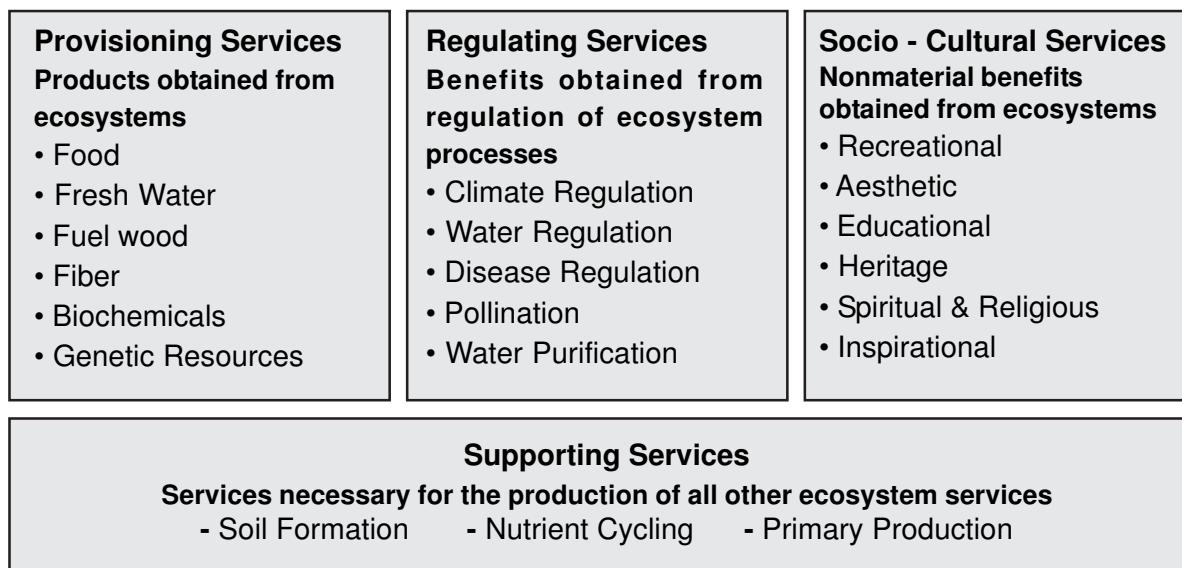 Provisioning Services
Products obtained from
ecosystems
• Food
• Fresh Water
• Fuel wood
• Fiber
• Biochemicals
• Genetic Resources
Regulating Services
Benefits obtained from
regulation of ecosystem
processes
• Climate Regulation
• Water Regulation
• Disease Regulation
• Pollination
• Water Purification
Socio - Cultural Services
Nonmaterial benefits
obtained from ecosystems
• Recreational
• Aesthetic
• Educational
• Heritage
• Spiritual & Religious
• Inspirational
Supporting Services
Services necessary for the production of all other ecosystem services
- Soil Formation - Nutrient Cycling - Primary Production